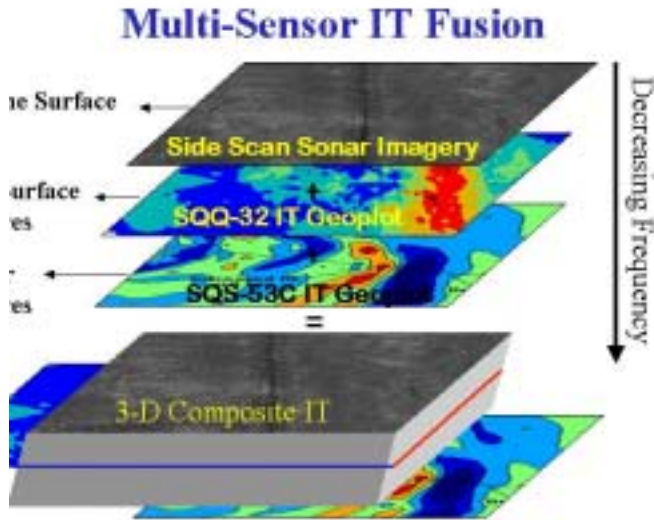 Multi-Sensor IT Fusion
Surface
Side Scan Sonar Imagery
SQQ-32 IT Geoplot
SQS-53C IT Geoplot
=
3-D Composite IT
Decreasing Frequency